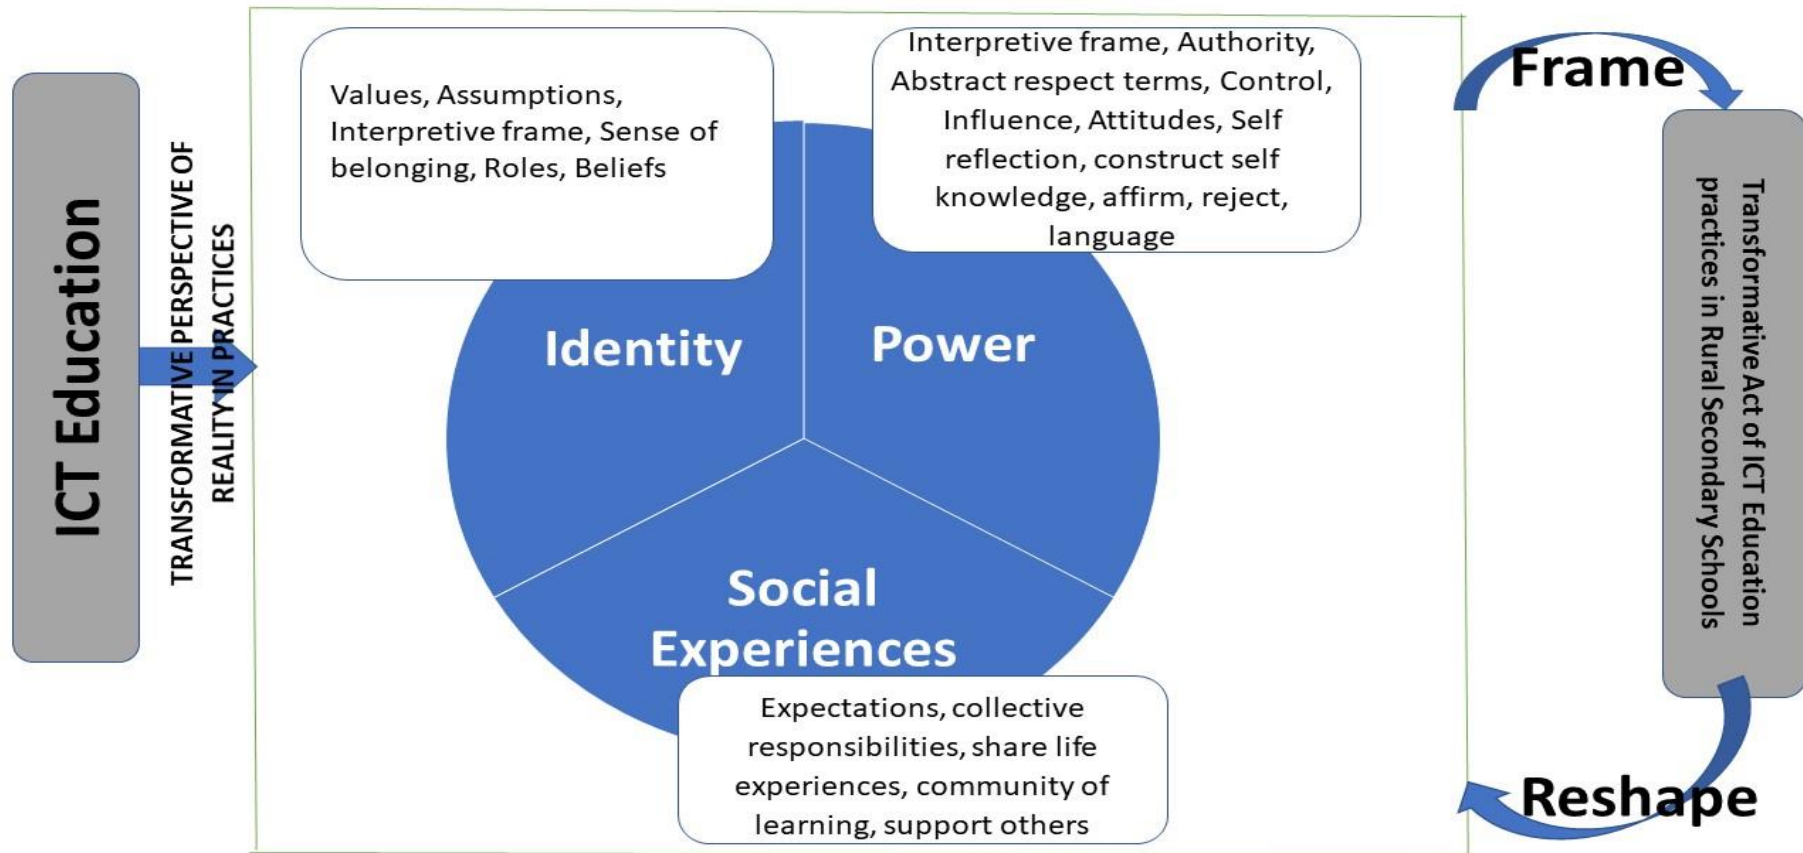 ICT Education
TRANSFORMATIVE PERSPECTIVE OF
REALITY IN PRACTICES
Values, Assumptions,
Interpretive frame, Sense of
belonging, Roles, Beliefs
Interpretive frame, Authority,
Abstract respect terms, Control,
Influence, Attitudes, Self
reflection, construct self
knowledge, affirm, reject,
language
Identity
Power
Social
Experiences
Expectations, collective
responsibilities, share life
experiences, community of
learning, support others
Frame
Transformative Act of ICT Education
practices in Rural Secondary Schools
Reshape